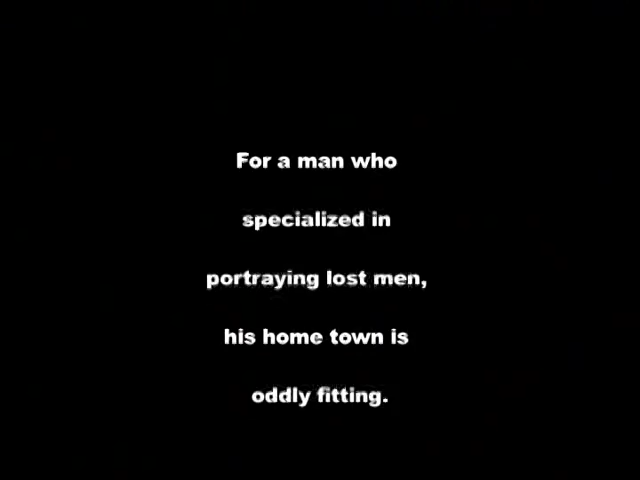 For a man who
specialized in
portraying lost men,
his home town is
oddly fitting.